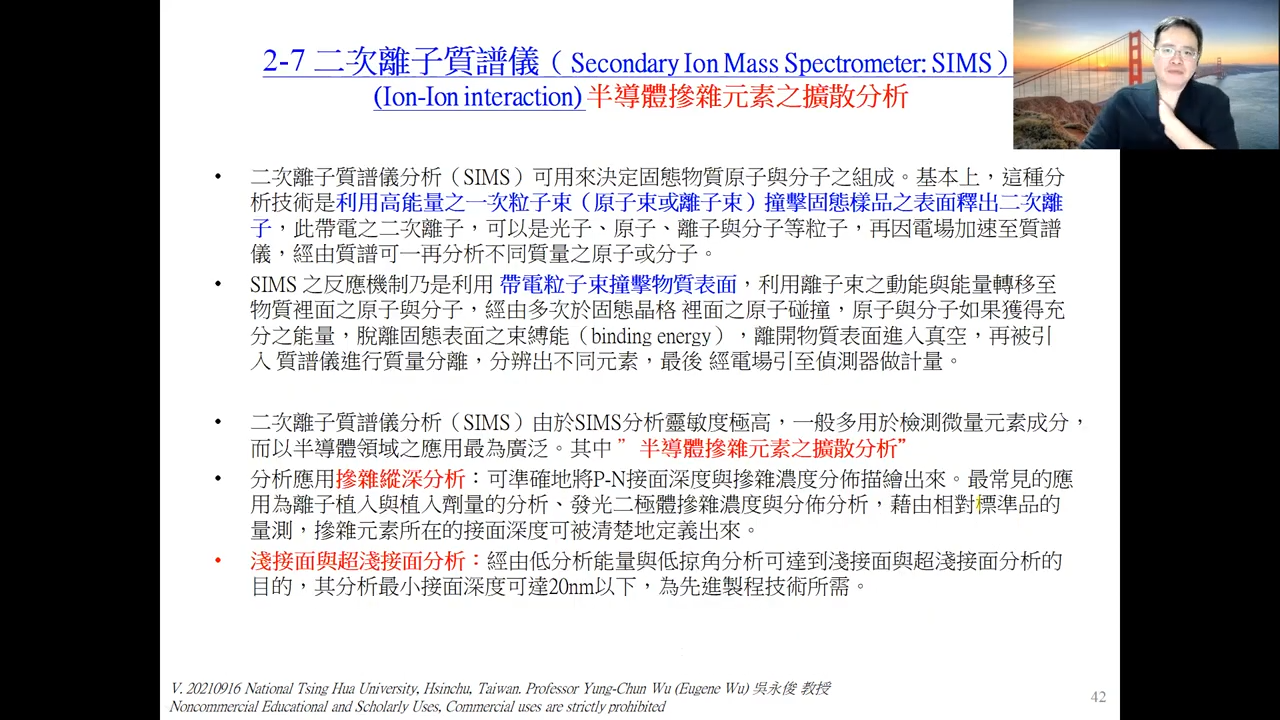 2-7 二次離子質譜儀（ Secondary Ion Mass Spectrometer: SIMS ）
(Ion-Ion interaction) 半導體摻雜元素之擴散分析
• 二次離子質譜儀分析（SIMS）可用來決定固態物質原子與分子之組成。基本上，這種分
析技術是利用高能量之一次粒子束（原子束或離子束）撞擊固態樣品之表面釋出二次離
子，此帶電之二次離子，可以是光子、原子、離子與分子等粒子，再因電場加速至質譜
儀，經由質譜可一再分析不同質量之原子或分子。
• SIMS 之反應機制乃是利用 帶電粒子束撞擊物質表面，利用離子束之動能與能量轉移至
物質裡面之原子與分子，經由多次於固態晶格 裡面之原子碰撞，原子與分子如果獲得充
分之能量，脫離固態表面之束縛能（binding energy），離開物質表面進入真空，再被引
入 質譜儀進行質量分離，分辨出不同元素，最後 經電場引至偵測器做計量。
• 二次離子質譜儀分析（SIMS）由於SIMS分析靈敏度極高，一般多用於檢測微量元素成分，
而以半導體領域之應用最為廣泛。其中 ” 半導體摻雜元素之擴散分析”
• 分析應用摻雜縱深分析：可準確地將P-N接面深度與摻雜濃度分佈描繪出來。最常見的應
用為離子植入與植入劑量的分析、發光二極體摻雜濃度與分佈分析，藉由相對標準品的
量測，摻雜元素所在的接面深度可被清楚地定義出來。
• 淺接面與超淺接面分析：經由低分析能量與低掠角分析可達到淺接面與超淺接面分析的
目的，其分析最小接面深度可達20nm以下，為先進製程技術所需。
V. 20210916 National Tsing Hua University, Hsinchu, Taiwan. Professor Yung-Chun Wu (Eugene Wu) 吳永俊 教授
Noncommercial Educational and Scholarly Uses, Commercial uses are strictly prohibited
42